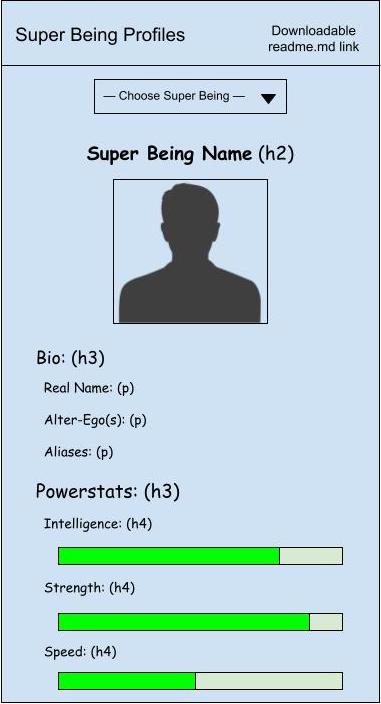 Super Being Profiles
Downloadable
readme.md link
— Choose Super Being —
Super Being Name (h2)
Bio: (h3)
Real Name: (p)
Alter-Ego(s): (p)
Aliases: (p)
Powerstats: (h3)
Intelligence: (h4)
Strength: (h4)
Speed: (h4)